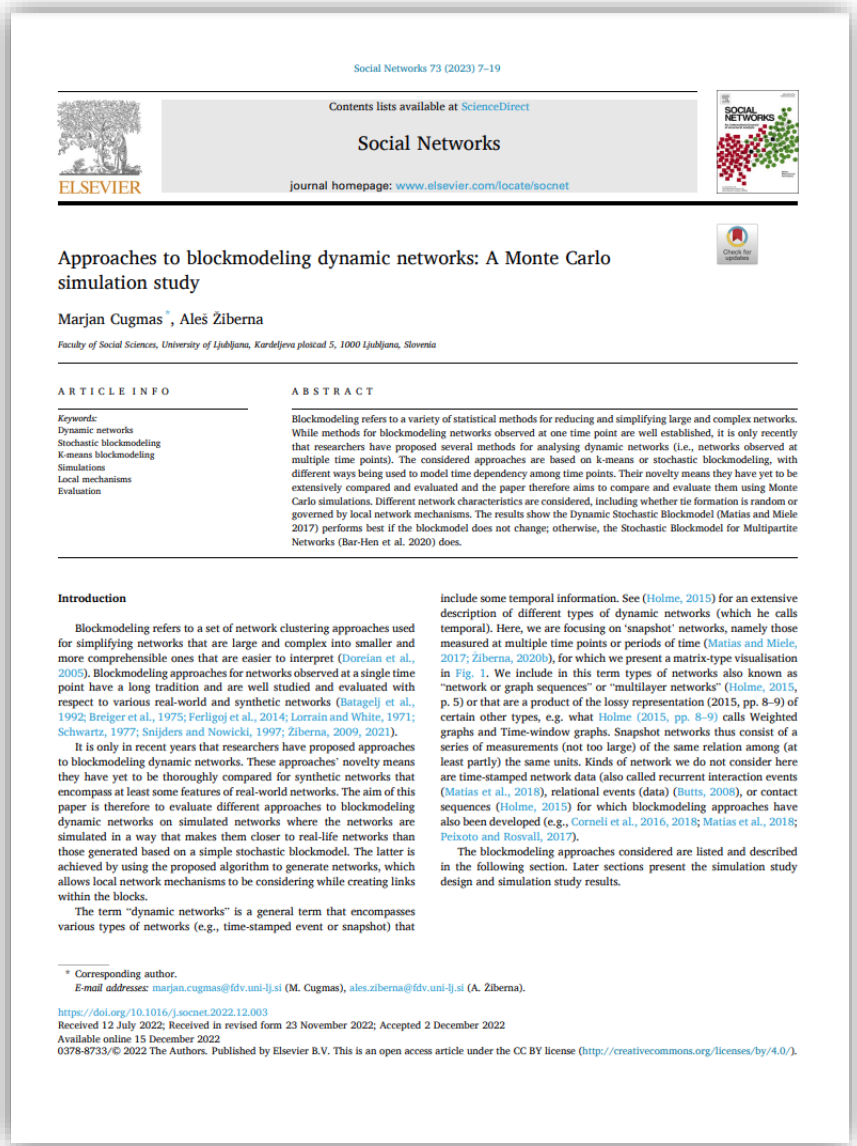 Social Networks 73 (2023) 7–19
Contents lists available at ScienceDirect
Social Networks
journal homepage: www.elsevier.com/locate/socnet
ELSEVIER
SOCIAL
NETWORKS
Check for
updates
Approaches to blockmodeling dynamic networks: A Monte Carlo
simulation study
Marjan Cugmas *, Aleš Žiberna
Faculty of Social Sciences, University of Ljubljana, Kardeljeva ploščad 5, 1000 Ljubljana, Slovenia
ARTICLE INFO
Keywords:
Dynamic networks
Stochastic blockmodeling
K-means blockmodeling
Simulations
Local mechanisms
Evaluation
ABSTRACT
Blockmodeling refers to a variety of statistical methods for reducing and simplifying large and complex networks.
While methods for blockmodeling networks observed at one time point are well established, it is only recently
that researchers have proposed several methods for analysing dynamic networks (i.e., networks observed at
multiple time points). The considered approaches are based on k-means or stochastic blockmodeling, with
different ways being used to model time dependency among time points. Their novelty means they have yet to be
extensively compared and evaluated and the paper therefore aims to compare and evaluate them using Monte
Carlo simulations. Different network characteristics are considered, including whether tie formation is random or
governed by local network mechanisms. The results show the Dynamic Stochastic Blockmodel (Matias and Miele
2017) performs best if the blockmodel does not change; otherwise, the Stochastic Blockmodel for Multipartite
Networks (Bar-Hen et al. 2020) does.
Introduction
Blockmodeling refers to a set of network clustering approaches used
for simplifying networks that are large and complex into smaller and
more comprehensible ones that are easier to interpret (Doreian et al.,
2005). Blockmodeling approaches for networks observed at a single time
point have a long tradition and are well studied and evaluated with
respect to various real-world and synthetic networks (Batagelj et al.,
1992; Breiger et al., 1975; Ferligoj et al., 2014; Lorrain and White, 1971;
Schwartz, 1977; Snijders and Nowicki, 1997; Žiberna, 2009, 2021).
It is only in recent years that researchers have proposed approaches
to blockmodeling dynamic networks. These approaches' novelty means
they have yet to be thoroughly compared for synthetic networks that
encompass at least some features of real-world networks. The aim of this
paper is therefore to evaluate different approaches to blockmodeling
dynamic networks on simulated networks where the networks are
simulated in a way that makes them closer to real-life networks than
those generated based on a simple stochastic blockmodel. The latter is
achieved by using the proposed algorithm to generate networks, which
allows local network mechanisms to be considering while creating links
within the blocks.
The term “dynamic networks” is a general term that encompasses
various types of networks (e.g., time-stamped event or snapshot) that
include some temporal information. See (Holme, 2015) for an extensive
description of different types of dynamic networks (which he calls
temporal). Here, we are focusing on ‘snapshot’ networks, namely those
measured at multiple time points or periods of time (Matias and Miele,
2017; Žiberna, 2020b), for which we present a matrix-type visualisation
in Fig. 1. We include in this term types of networks also known as
“network or graph sequences” or “multilayer networks” (Holme, 2015,
p. 5) or that are a product of the lossy representation (2015, pp. 8–9) of
certain other types, e.g. what Holme (2015, pp. 8–9) calls Weighted
graphs and Time-window graphs. Snapshot networks thus consist of a
series of measurements (not too large) of the same relation among (at
least partly) the same units. Kinds of network we do not consider here
are time-stamped network data (also called recurrent interaction events
(Matias et al., 2018), relational events (data) (Butts, 2008), or contact
sequences (Holme, 2015) for which blockmodeling approaches have
also been developed (e.g., Corneli et al., 2016, 2018; Matias et al., 2018;
Peixoto and Rosvall, 2017).
The blockmodeling approaches considered are listed and described
in the following section. Later sections present the simulation study
design and simulation study results.
* Corresponding author.
E-mail addresses: marjan.cugmas@fdv.uni-lj.si (M. Cugmas), ales.ziberna@fdv.uni-lj.si (A. Žiberna).
https://doi.org/10.1016/j.socnet.2022.12.003
Received 12 July 2022; Received in revised form 23 November 2022; Accepted 2 December 2022
Available online 15 December 2022
0378-8733/© 2022 The Authors. Published by Elsevier B.V. This is an open access article under the CC BY license (http://creativecommons.org/licenses/by/4.0/).